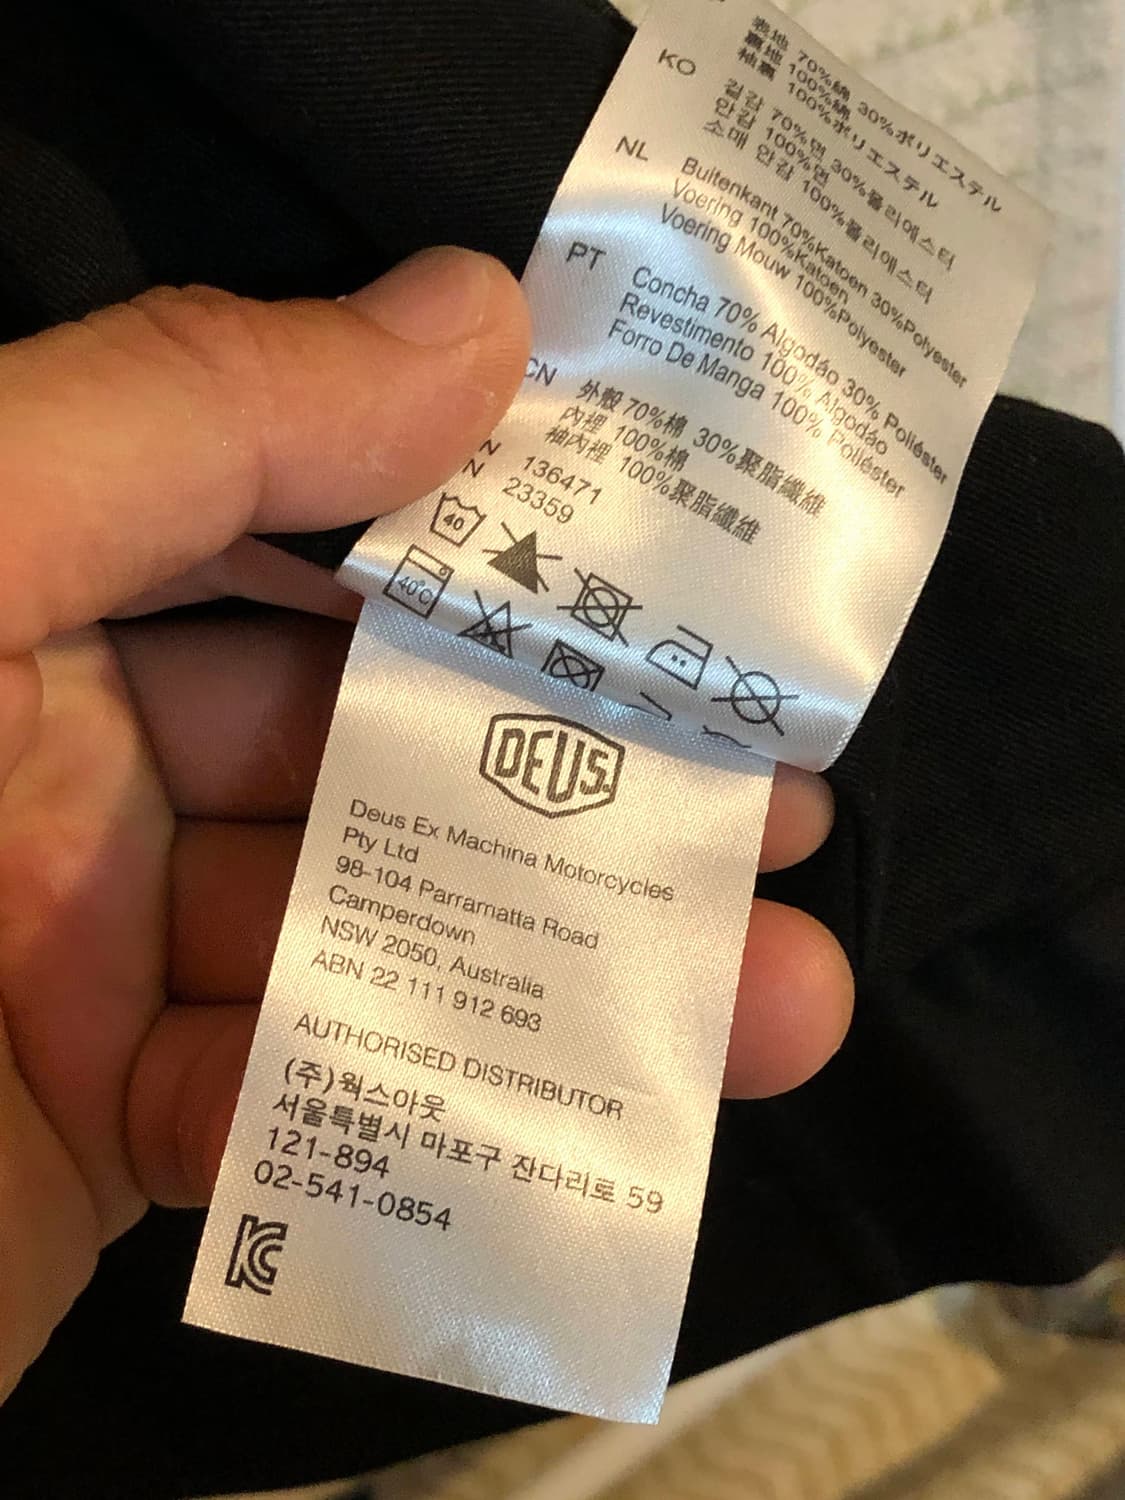 表地 70%綿 30%ポリエステル
裏地 100%綿
袖裏 100%ポリエステル
KO 겉감 70%면 30%폴리에스터
안감 100%면
소매 안감 100%폴리에스터
NL Buitenkant 70%Katoen 30%Polyester
Voering 100%Katoen
Voering Mouw 100%Polyester
PT Concha 70% Algodáo 30% Poliéster
Revestimento 100% Algodáo
Forro De Manga 100% Poliéster
CN 外殼 70%棉 30%聚脂纖維
內裡 100%棉
袖內裡 100%聚脂纖維
N 136471
N 23359
40
40°C
DEUS.
Deus Ex Machina Motorcycles
Pty Ltd
98-104 Parramatta Road
Camperdown
NSW 2050, Australia
ABN 22 111 912 693
AUTHORISED DISTRIBUTOR
(주)웍스아웃
서울특별시 마포구 잔다리로 59
121-894
02-541-0854
KC